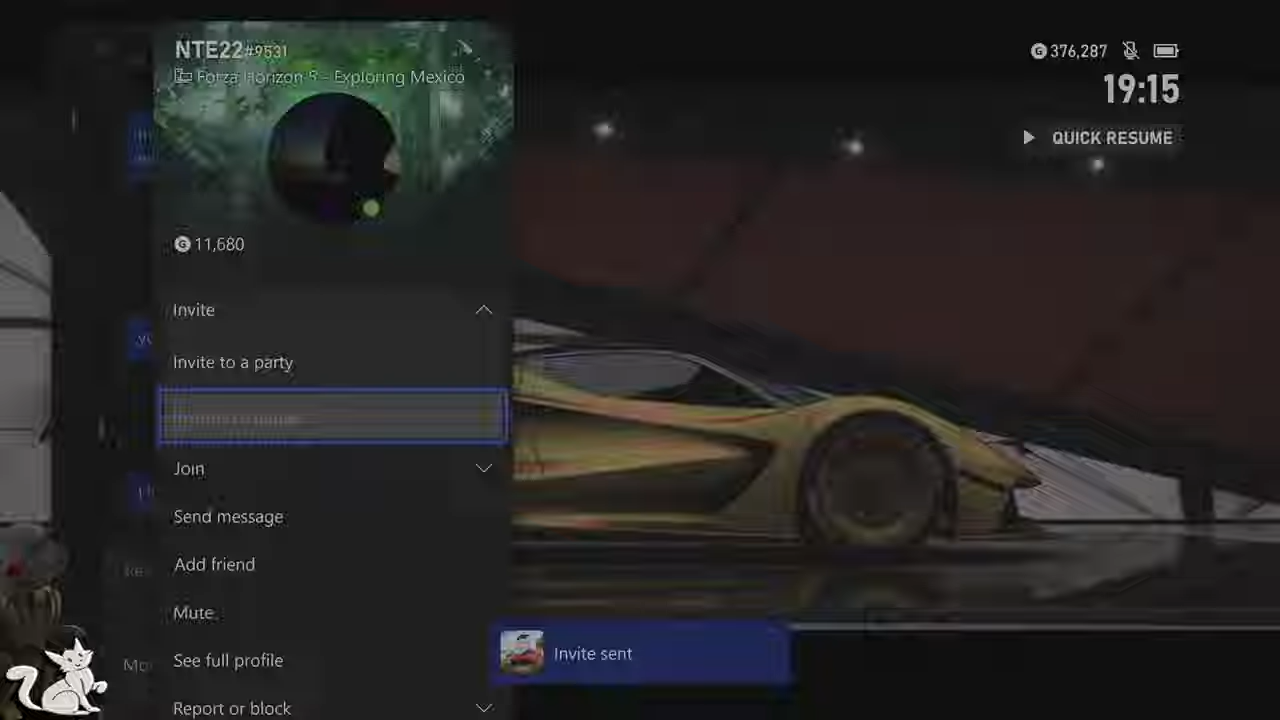 NTE22#9531
Forza Horizon 5 - Exploring Mexico
11,680
Invite
Invite to a party
Join
Send message
Add friend
Mute
See full profile
Report or block
376,287
19:15
QUICK RESUME
Invite sent